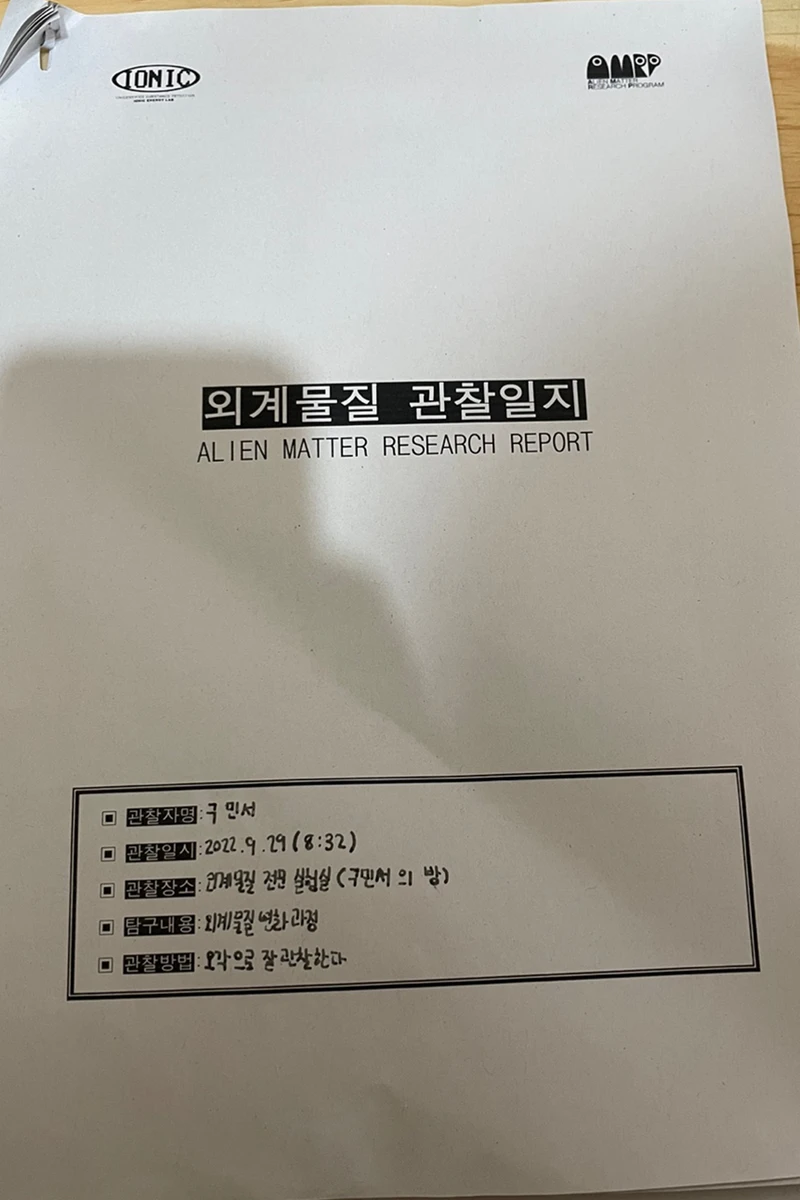 IONIC
IONIC ENERGY LAB
AMRP
ALIEN MATTER
RESEARCH PROGRAM
외계물질 관찰일지
ALIEN MATTER RESEARCH REPORT
▣ 관찰자명 : 구민서
▣ 관찰일시 : 2022.9.29 (8:32)
▣ 관찰장소 : 외계물질 전문 실험실 (구민서의 방)
▣ 탐구내용 : 외계물질 변화 과정
▣ 관찰방법 : 오각으로 잘 관찰한다